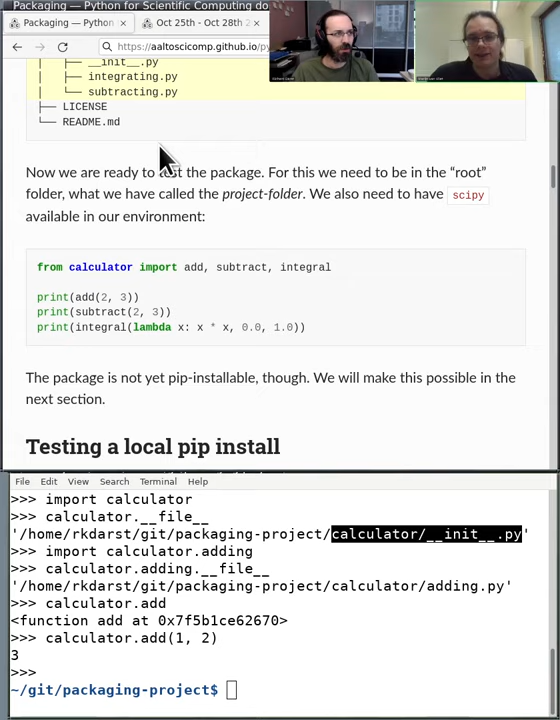 Packaging — Python for Scientific Computing do
Packaging — Python fo ×
Oct 25th - Oct 28th 2 ×
https://aaltoscicomp.github.io/py
│   ├── __init__.py
│   ├── integrating.py
│   └── subtracting.py
├── LICENSE
└── README.md
Now we are ready to test the package. For this we need to be in the “root”
folder, what we have called the project-folder. We also need to have scipy
available in our environment:
from calculator import add, subtract, integral
print(add(2, 3))
print(subtract(2, 3))
print(integral(lambda x: x * x, 0.0, 1.0))
The package is not yet pip-installable, though. We will make this possible in the
next section.
Testing a local pip install
File Edit View Search Terminal Help
>>> import calculator
>>> calculator.__file__
'/home/rkdarst/git/packaging-project/calculator/__init__.py'
>>> import calculator.adding
>>> calculator.adding.__file__
'/home/rkdarst/git/packaging-project/calculator/adding.py'
>>> calculator.add
<function add at 0x7f5b1ce62670>
>>> calculator.add(1, 2)
3
>>>
~/git/packaging-project$